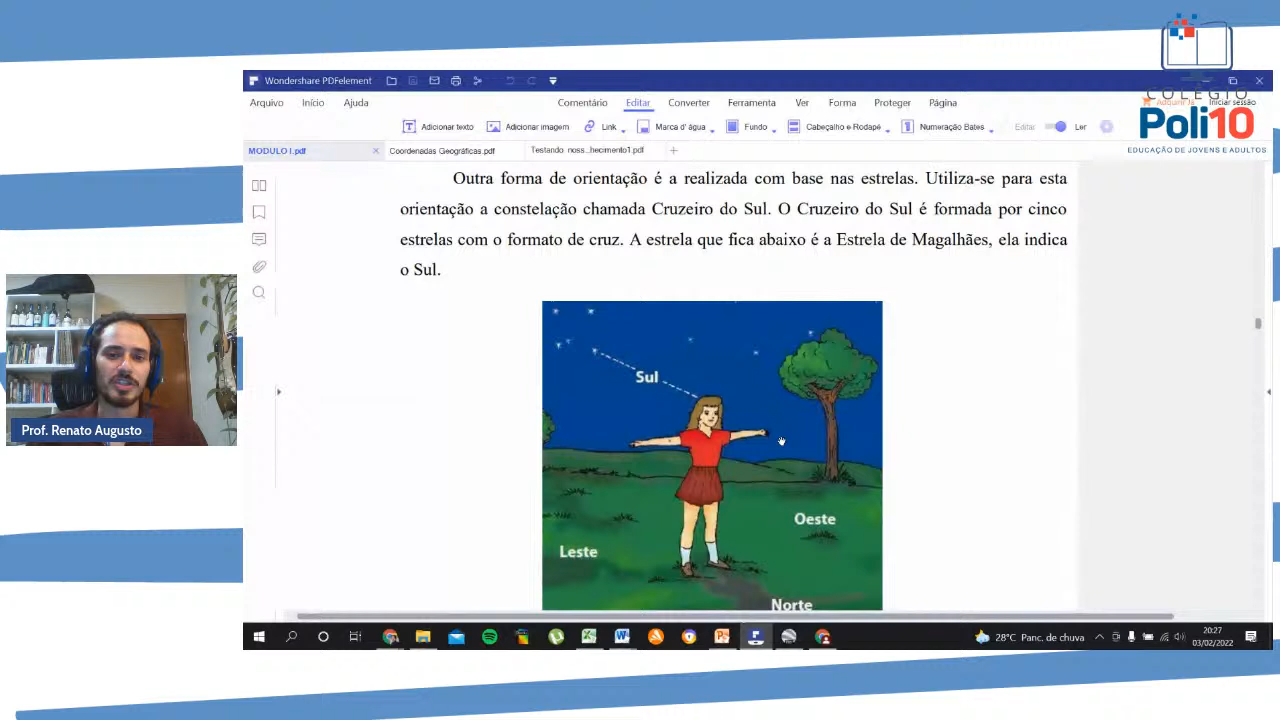 Wondershare PDFelement
Arquivo Início Ajuda Comentário Editar Converter Ferramenta Ver Forma Proteger Página Iniciar sessão
Adicionar texto Adicionar imagem Link Marca d' água Fundo Cabeçalho e Rodapé Numeração Bates Editar Ler
MODULO I.pdf Coordenadas Geográficas.pdf Testando noss...hecimento1.pdf
COLÉGIO
Poli10
EDUCAÇÃO DE JOVENS E ADULTOS
Outra forma de orientação é a realizada com base nas estrelas. Utiliza-se para esta
orientação a constelação chamada Cruzeiro do Sul. O Cruzeiro do Sul é formada por cinco
estrelas com o formato de cruz. A estrela que fica abaixo é a Estrela de Magalhães, ela indica
o Sul.
Sul
Oeste
Leste
Norte
Prof. Renato Augusto
28°C Panc. de chuva
20:27
03/02/2022